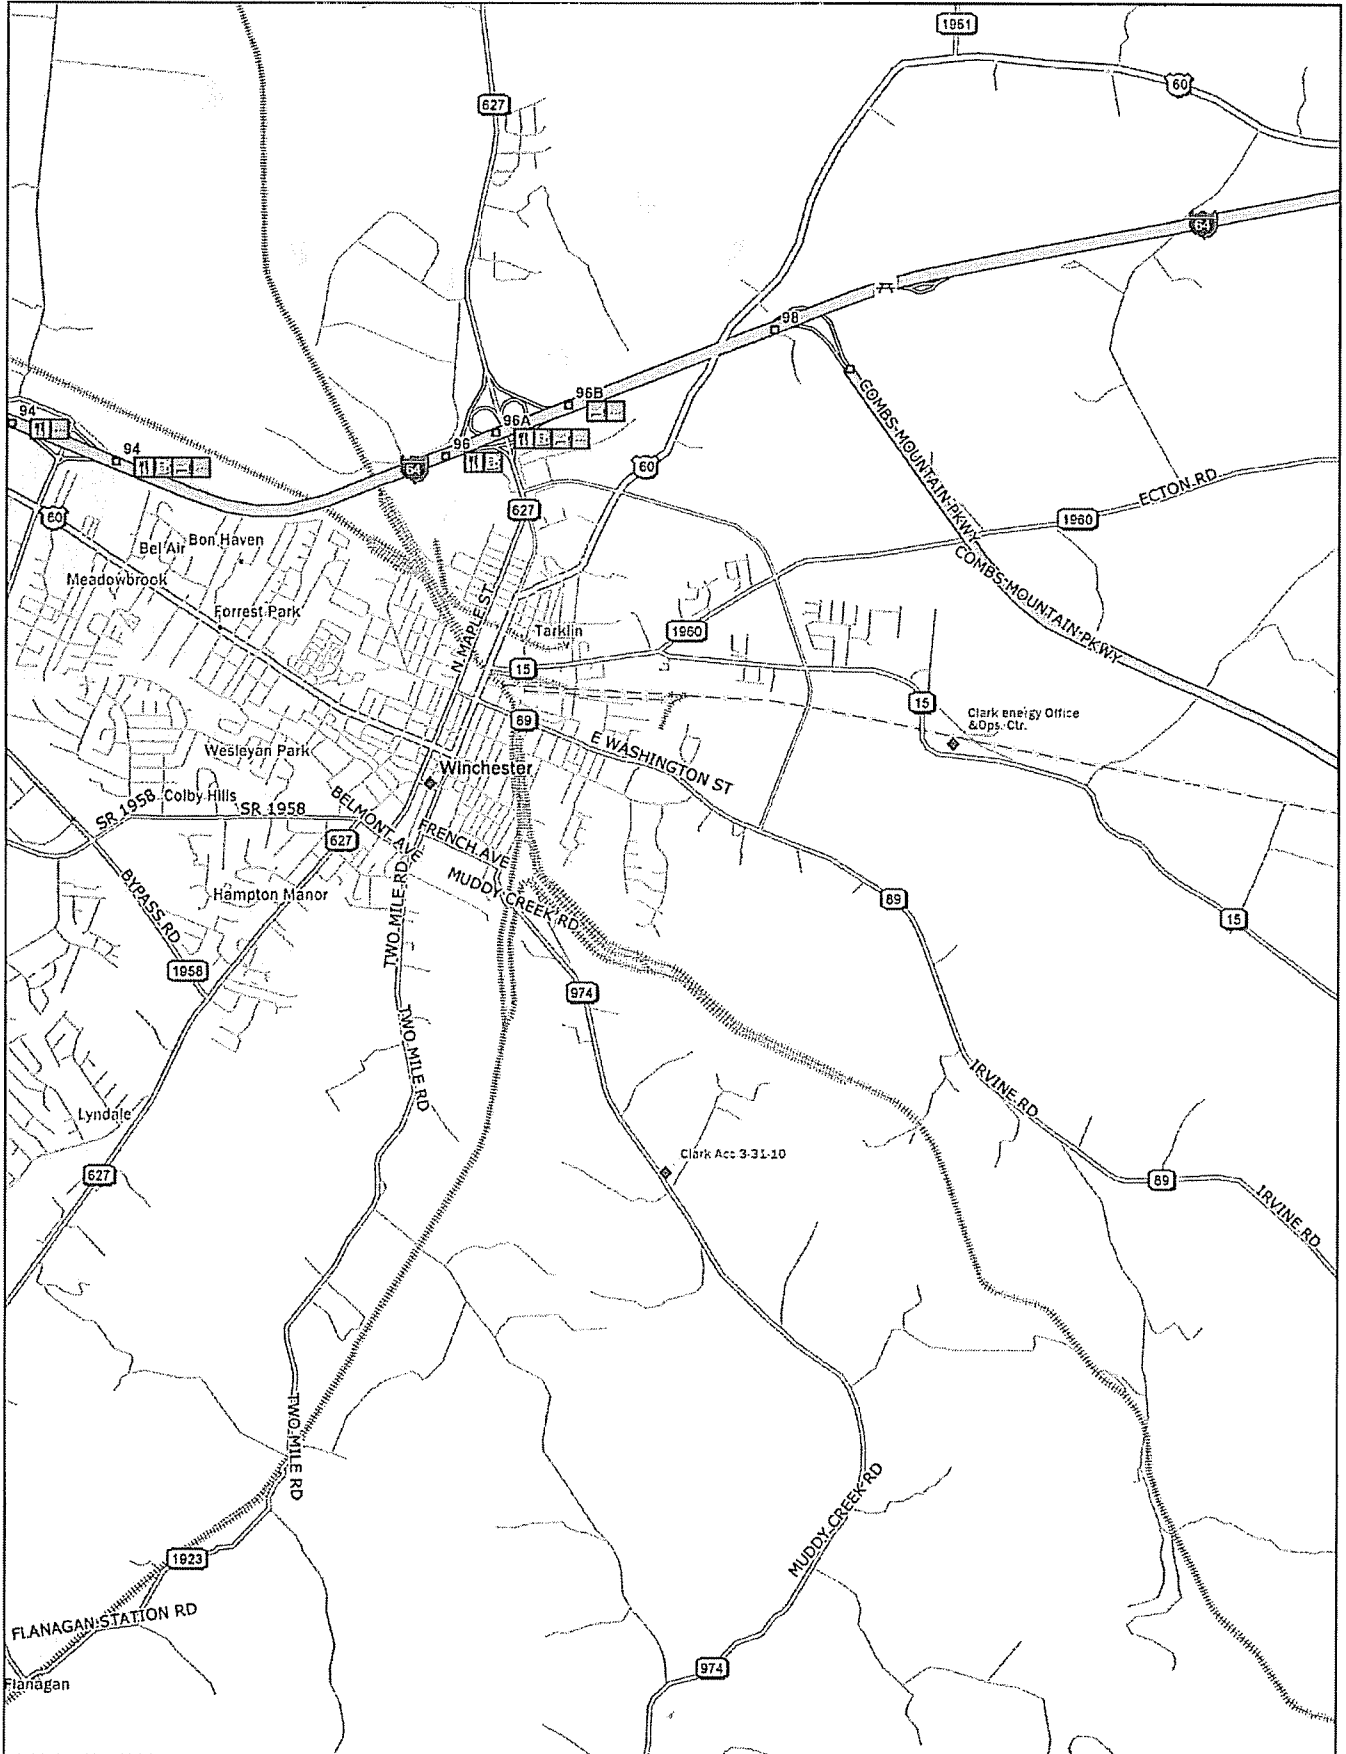 1951
60
627
64
98
96B
96A
94
96
94
64
60
COMBS-MOUNTAIN-PKWY
ECTON RD
627
1960
60
Bon Haven
Bel Air
COMBS-MOUNTAIN-PKWY
Meadowbrook
Forrest Park
N MAPLE ST
Tarklin
1960
15
15
89
Clark energy Office
&Ops. Ctr.
E WASHINGTON ST
Wesleyan Park
Winchester
SR 1958
Colby Hills
SR 1958
BELMONT AVE
FRENCH AVE
627
TWO MILE RD
MUDDY CREEK RD
BYPASS RD
Hampton Manor
89
15
1958
974
TWO MILE RD
IRVINE RD
Lyndale
Clark Acc 3-31-10
627
89
IRVINE RD
TWO MILE RD
MUDDY CREEK RD
1923
FLANAGAN STATION RD
974
Flanagan